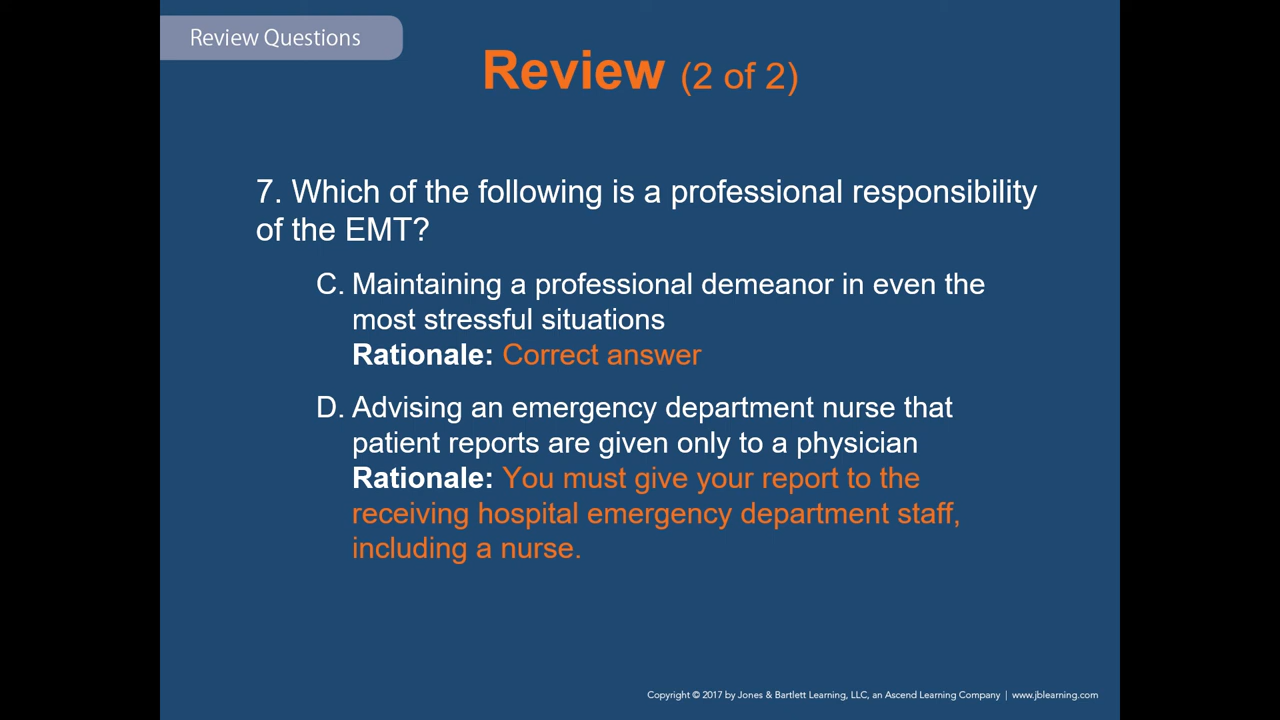 Review Questions
Review (2 of 2)
7. Which of the following is a professional responsibility
of the EMT?
C. Maintaining a professional demeanor in even the
most stressful situations
Rationale: Correct answer
D. Advising an emergency department nurse that
patient reports are given only to a physician
Rationale: You must give your report to the
receiving hospital emergency department staff,
including a nurse.
Copyright © 2017 by Jones & Bartlett Learning, LLC, an Ascend Learning Company | www.jblearning.com